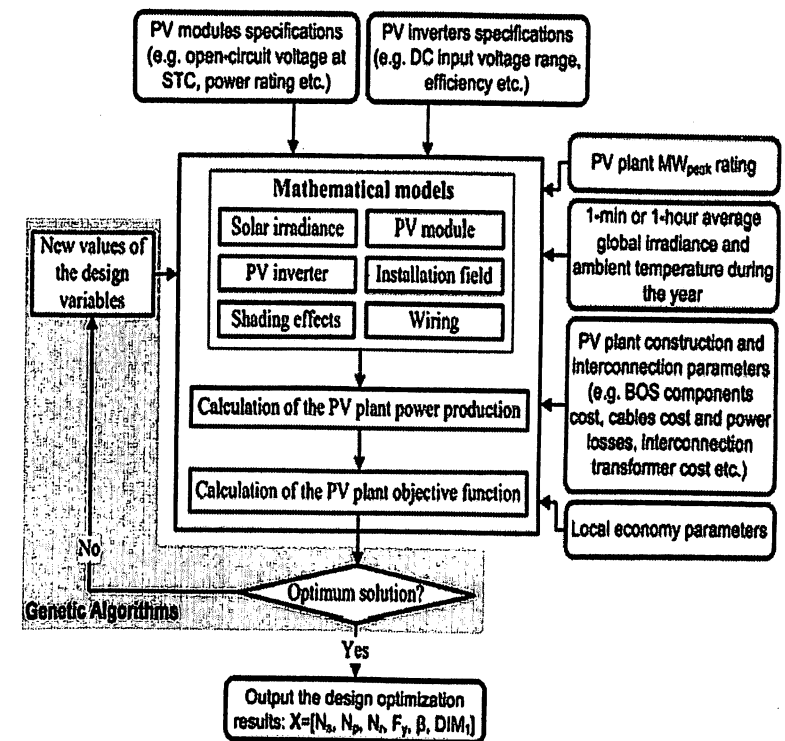 PV modules specifications
(e.g. open-circuit voltage at
STC, power rating etc.)
PV inverters specifications
(e.g. DC input voltage range,
efficiency etc.)
Mathematical models
Solar irradiance
PV module
PV inverter
Installation field
Shading effects
Wiring
PV plant MWpeak rating
1-min or 1-hour average
global irradiance and
ambient temperature during
the year
New values of
the design
variables
PV plant construction and
interconnection parameters
(e.g. BOS components
cost, cables cost and power
losses, interconnection
transformer cost etc.)
Calculation of the PV plant power production
Calculation of the PV plant objective function
Local economy parameters
No
Optimum solution?
Genetic Algorithms
Yes
Output the design optimization
results: X=[Ns, Np, Nr, Fy, β, DIM1]